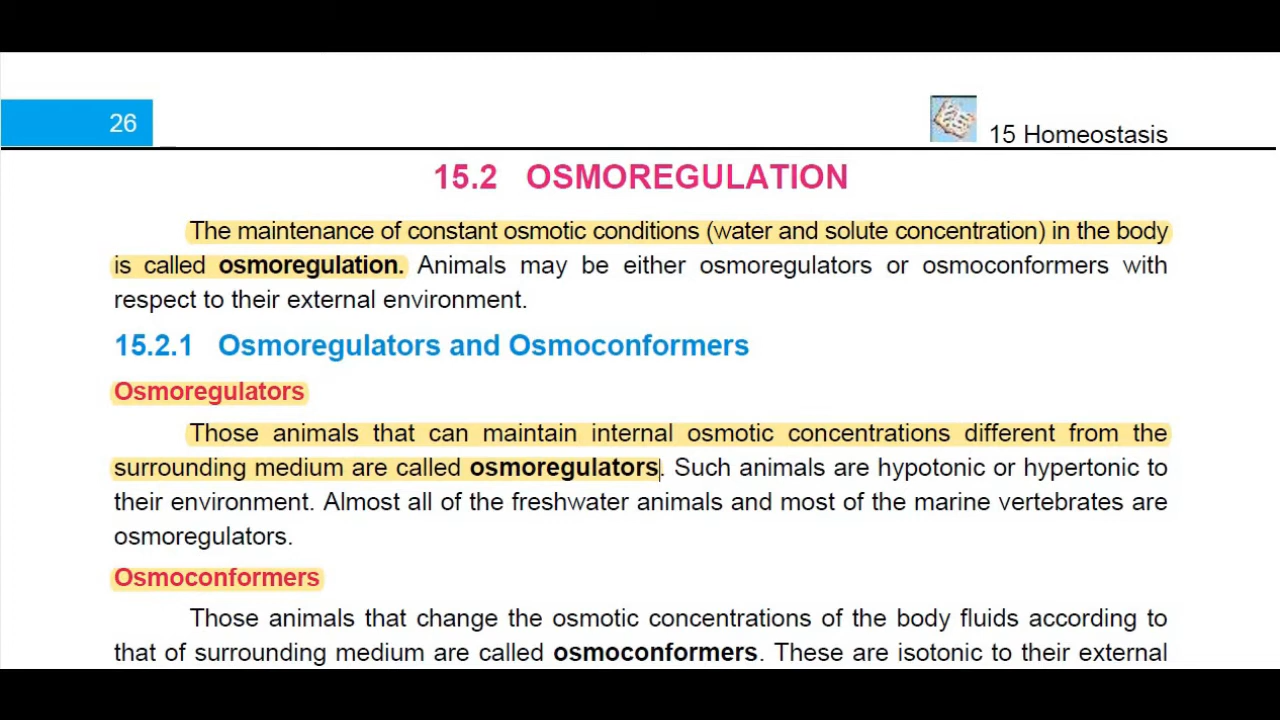 26
15 Homeostasis
15.2 OSMOREGULATION
The maintenance of constant osmotic conditions (water and solute concentration) in the body
is called osmoregulation. Animals may be either osmoregulators or osmoconformers with
respect to their external environment.
15.2.1 Osmoregulators and Osmoconformers
Osmoregulators
Those animals that can maintain internal osmotic concentrations different from the
surrounding medium are called osmoregulators. Such animals are hypotonic or hypertonic to
their environment. Almost all of the freshwater animals and most of the marine vertebrates are
osmoregulators.
Osmoconformers
Those animals that change the osmotic concentrations of the body fluids according to
that of surrounding medium are called osmoconformers. These are isotonic to their external